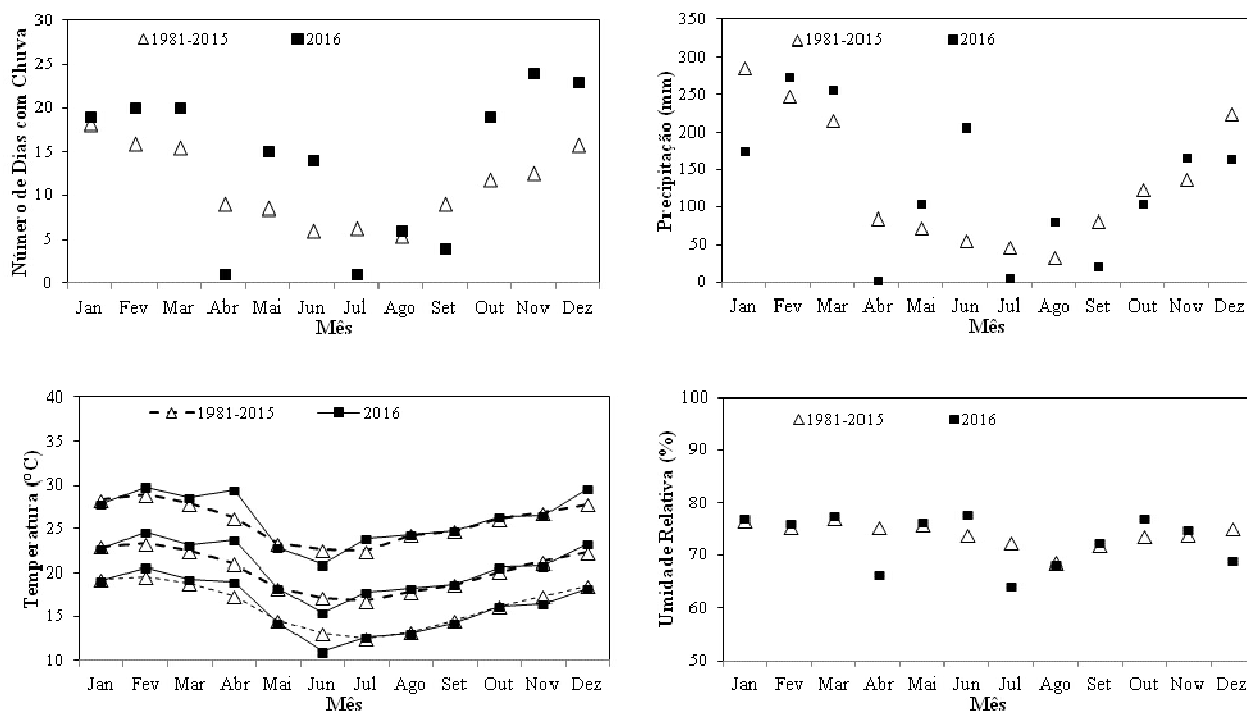 Número de Dias com Chuva
30
25
20
15
10
5
0
1981-2015 2016
Jan Fev Mar Abr Mai Jun Jul Ago Set Out Nov Dez
Mês
Precipitação (mm)
350
300
250
200
150
100
50
0
1981-2015 2016
Jan Fev Mar Abr Mai Jun Jul Ago Set Out Nov Dez
Mês
Temperatura (°C)
40
35
30
25
20
15
10
1981-2015 2016
Jan Fev Mar Abr Mai Jun Jul Ago Set Out Nov Dez
Mês
Umidade Relativa (%)
100
90
80
70
60
50
1981-2015 2016
Jan Fev Mar Abr Mai Jun Jul Ago Set Out Nov Dez
Mês